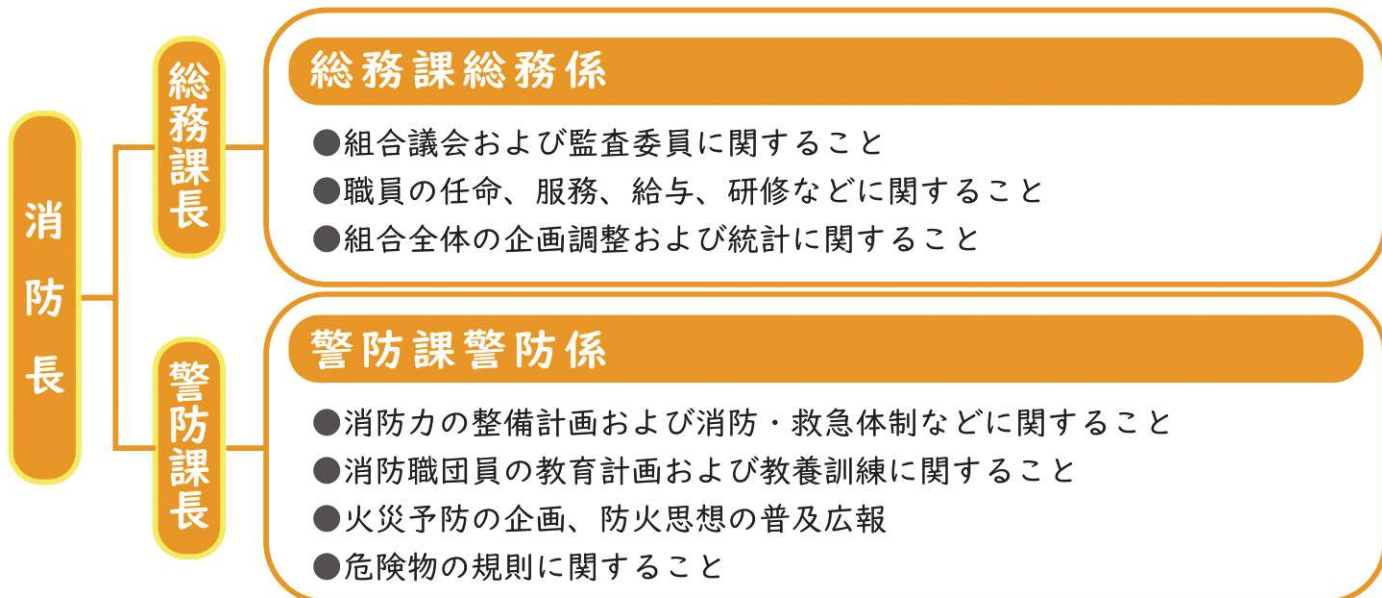 消防長
総務課長
総務課総務係
●組合議会および監査委員に関すること
●職員の任命、服務、給与、研修などに関すること
●組合全体の企画調整および統計に関すること
警防課長
警防課警防係
●消防力の整備計画および消防・救急体制などに関すること
●消防職団員の教育計画および教養訓練に関すること
●火災予防の企画、防火思想の普及広報
●危険物の規則に関すること